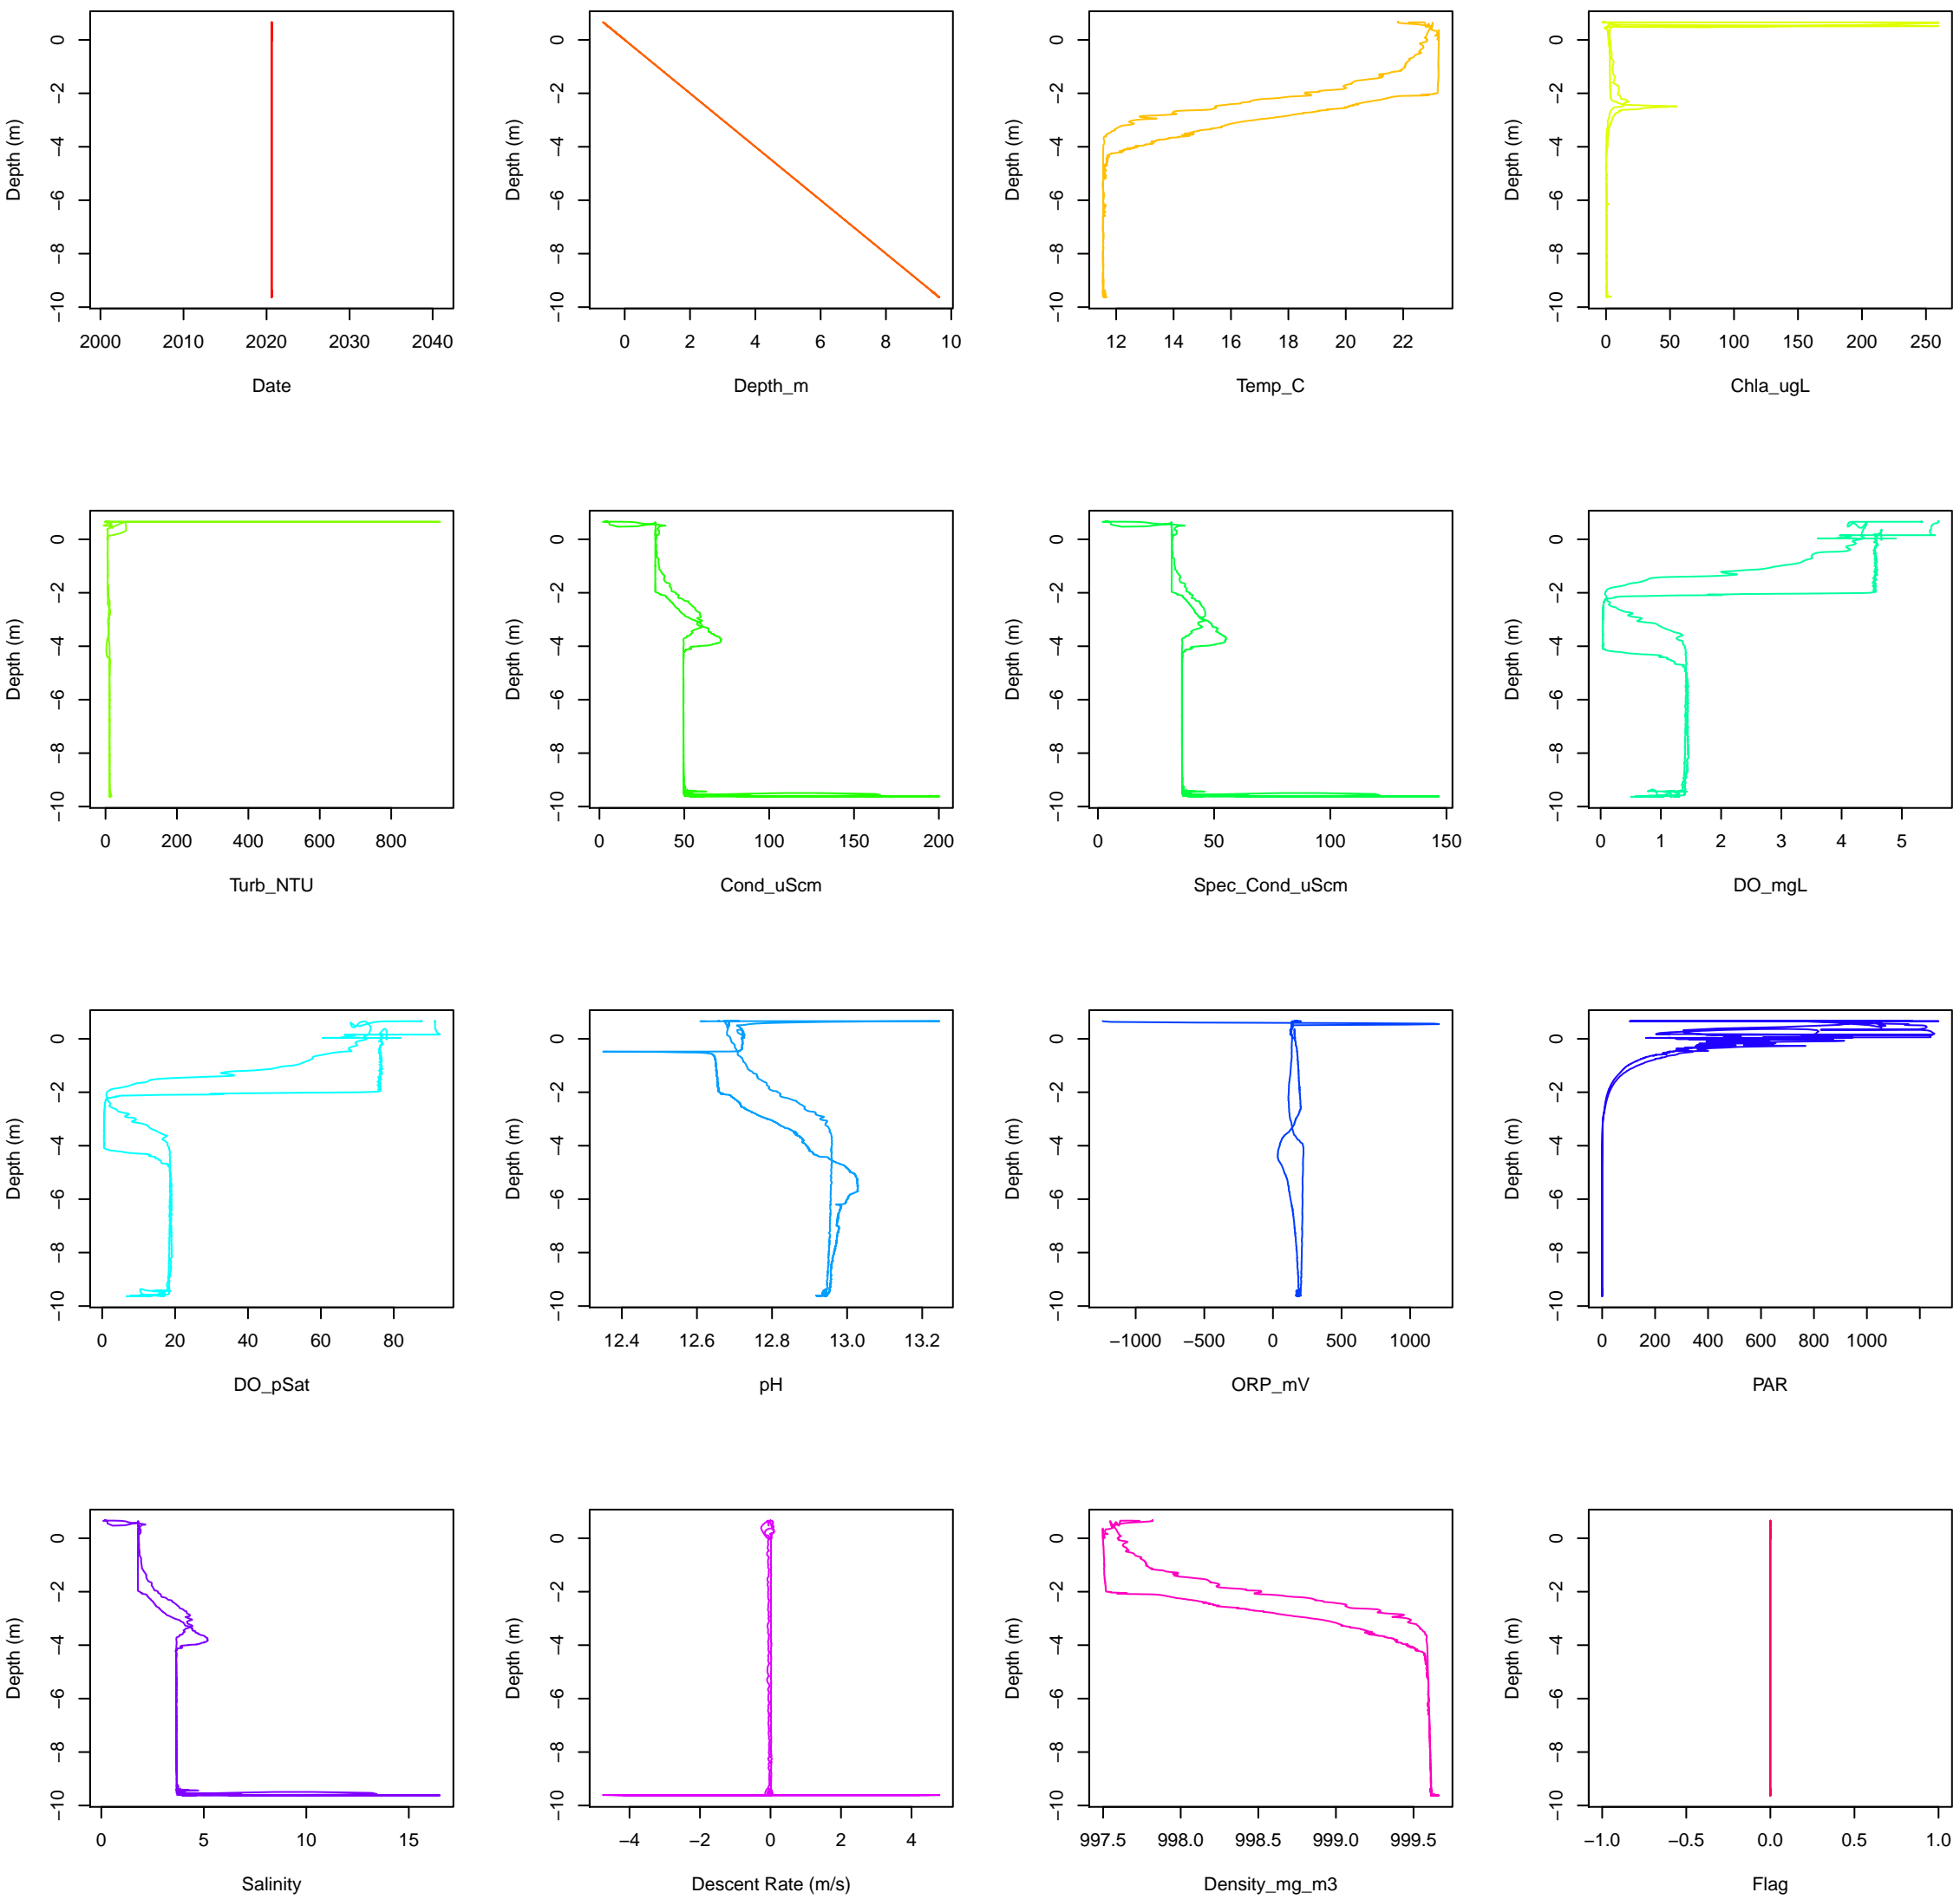 Depth (m)
0
−2
−4
−6
−8
−10
2000 2010 2020 2030 2040
Date
Depth (m)
0
−2
−4
−6
−8
−10
0 2 4 6 8 10
Depth_m
Depth (m)
0
−2
−4
−6
−8
−10
12 14 16 18 20 22
Temp_C
Depth (m)
0
−2
−4
−6
−8
−10
0 50 100 150 200 250
Chla_ugL
Depth (m)
0
−2
−4
−6
−8
−10
0 200 400 600 800
Turb_NTU
Depth (m)
0
−2
−4
−6
−8
−10
0 50 100 150 200
Cond_uScm
Depth (m)
0
−2
−4
−6
−8
−10
0 50 100 150
Spec_Cond_uScm
Depth (m)
0
−2
−4
−6
−8
−10
0 1 2 3 4 5
DO_mgL
Depth (m)
0
−2
−4
−6
−8
−10
0 20 40 60 80
DO_pSat
Depth (m)
0
−2
−4
−6
−8
−10
12.4 12.6 12.8 13.0 13.2
pH
Depth (m)
0
−2
−4
−6
−8
−10
−1000 −500 0 500 1000
ORP_mV
Depth (m)
0
−2
−4
−6
−8
−10
0 200 400 600 800 1000
PAR
Depth (m)
0
−2
−4
−6
−8
−10
0 5 10 15
Salinity
Depth (m)
0
−2
−4
−6
−8
−10
−4 −2 0 2 4
Descent Rate (m/s)
Depth (m)
0
−2
−4
−6
−8
−10
997.5 998.0 998.5 999.0 999.5
Density_mg_m3
Depth (m)
0
−2
−4
−6
−8
−10
−1.0 −0.5 0.0 0.5 1.0
Flag